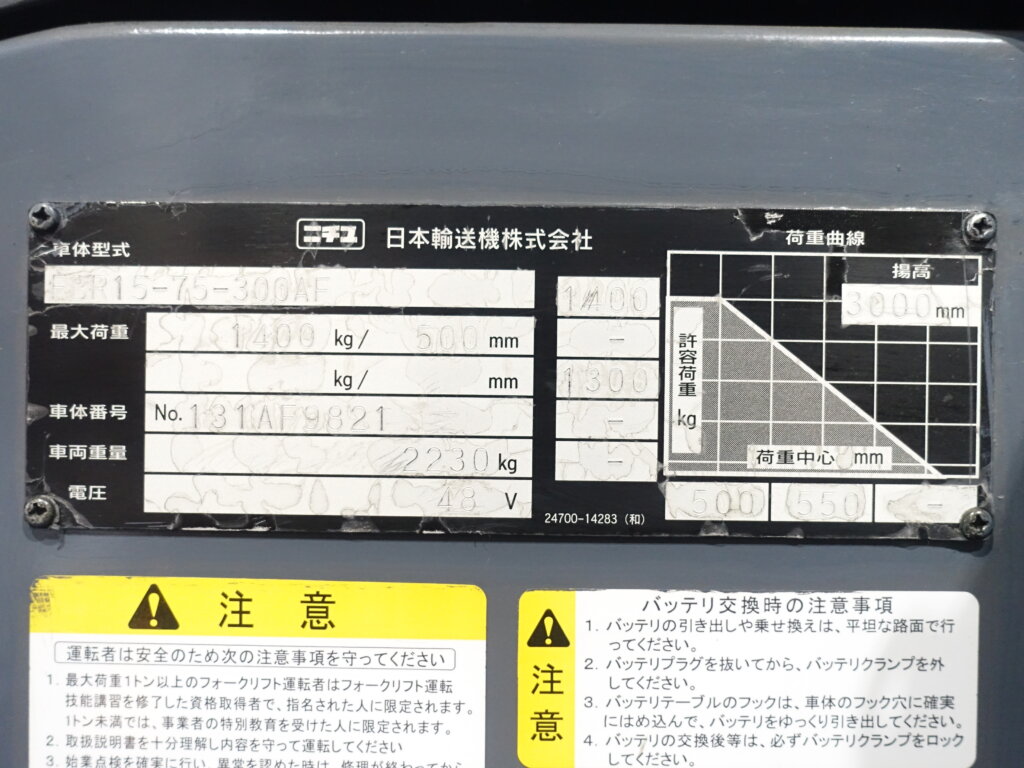 ニチユ 日本輸送機株式会社
車体型式
15-75-300AF
最大荷重 1400 kg/ 500 mm
kg/ mm
車体番号 No. 131AF9821
車両重量 2230 kg
電圧 48 V
1400
-
1300
-
-
24700-14283 (和)
荷重曲線
揚高
3000 mm
許容荷重 kg
荷重中心 mm
500 550 -
注意
運転者は安全のため次の注意事項を守ってください
1. 最大荷重1トン以上のフォークリフト運転者はフォークリフト運転
技能講習を修了した資格取得者で、指名された人に限定されます。
1トン未満では、事業者の特別教育を受けた人に限定されます。
2. 取扱説明書を十分理解し内容を守って運転してください
3. 始業点検を確実に行い、異常を認めた時は、修理が終わってから
注意
バッテリ交換時の注意事項
1. バッテリの引き出しや乗せ換えは、平坦な路面で行
ってください。
2. バッテリプラグを抜いてから、バッテリクランプを外
してください。
3. バッテリテーブルのフックは、車体のフック穴に確実
にはめ込んで、バッテリをゆっくり引き出してください。
4. バッテリの交換後等は、必ずバッテリクランプをロック
してください。